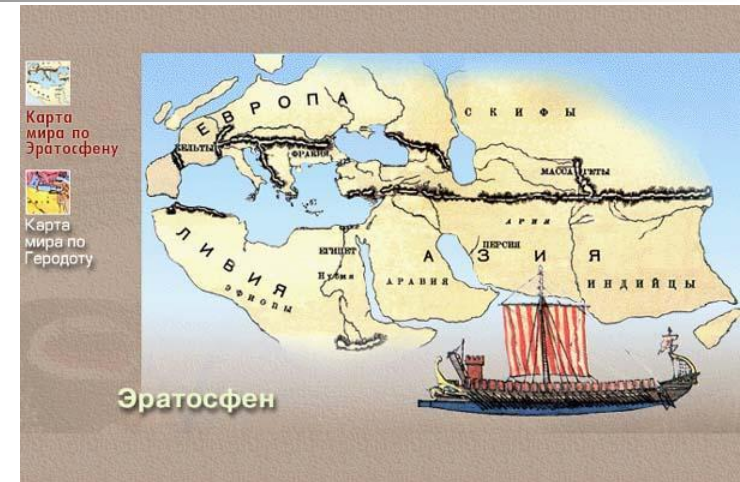 Карта
мира по
Эратосфену
Карта
мира по
Геродоту
ЕВРОПА
СКИФЫ
КЕЛЬТЫ
ФРАКИЯ
МАССАГЕТЫ
ЛИВИЯ
ЭФИОПЫ
ЕГИПЕТ
Нубия
АРАВИЯ
АРИЯ
ПЕРСИЯ
АЗИЯ
ИНДИЙЦЫ
Эратосфен